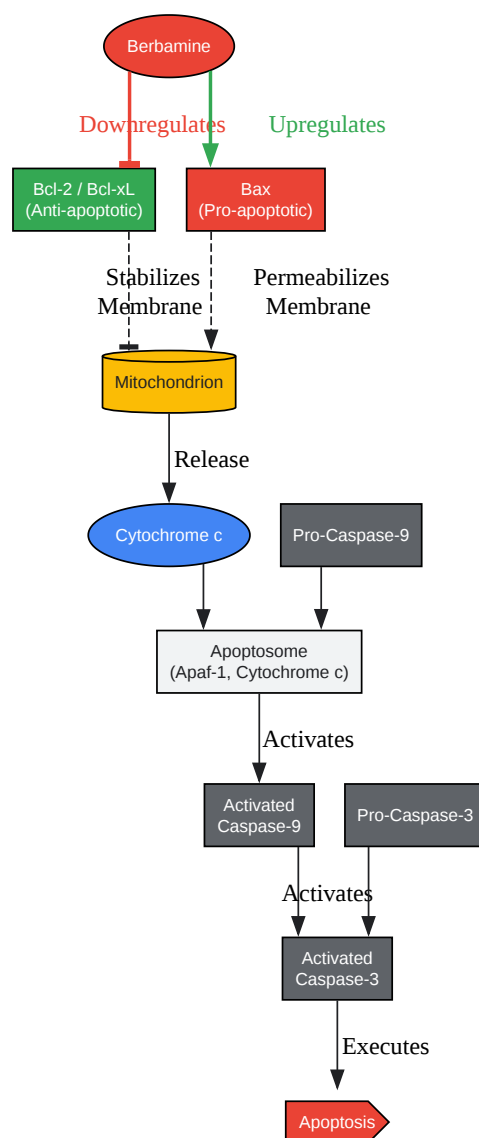 Berbamine
Downregulates
Upregulates
Bcl-2 / Bcl-xL
(Anti-apoptotic)
Bax
(Pro-apoptotic)
Stabilizes
Membrane
Permeabilizes
Membrane
Mitochondrion
Release
Cytochrome c
Pro-Caspase-9
Apoptosome
(Apaf-1, Cytochrome c)
Activates
Activated
Caspase-9
Pro-Caspase-3
Activates
Activated
Caspase-3
Executes
Apoptosis